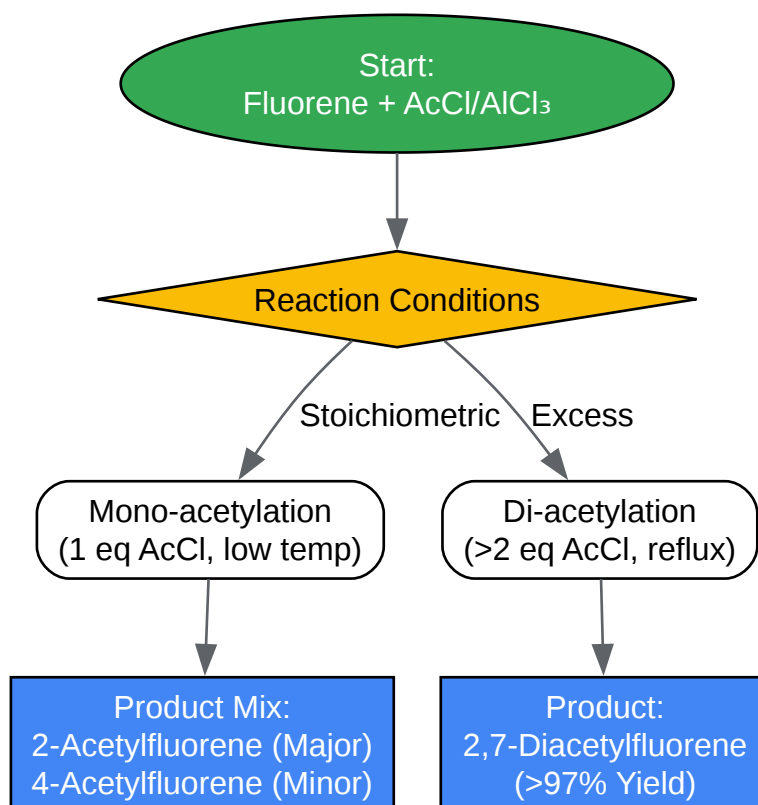 Start:
Fluorene + AcCl/AlCl₃
Reaction Conditions
Stoichiometric
Excess
Mono-acetylation
(1 eq AcCl, low temp)
Di-acetylation
(>2 eq AcCl, reflux)
Product Mix:
2-Acetylfluorene (Major)
4-Acetylfluorene (Minor)
Product:
2,7-Diacetylfluorene
(>97% Yield)